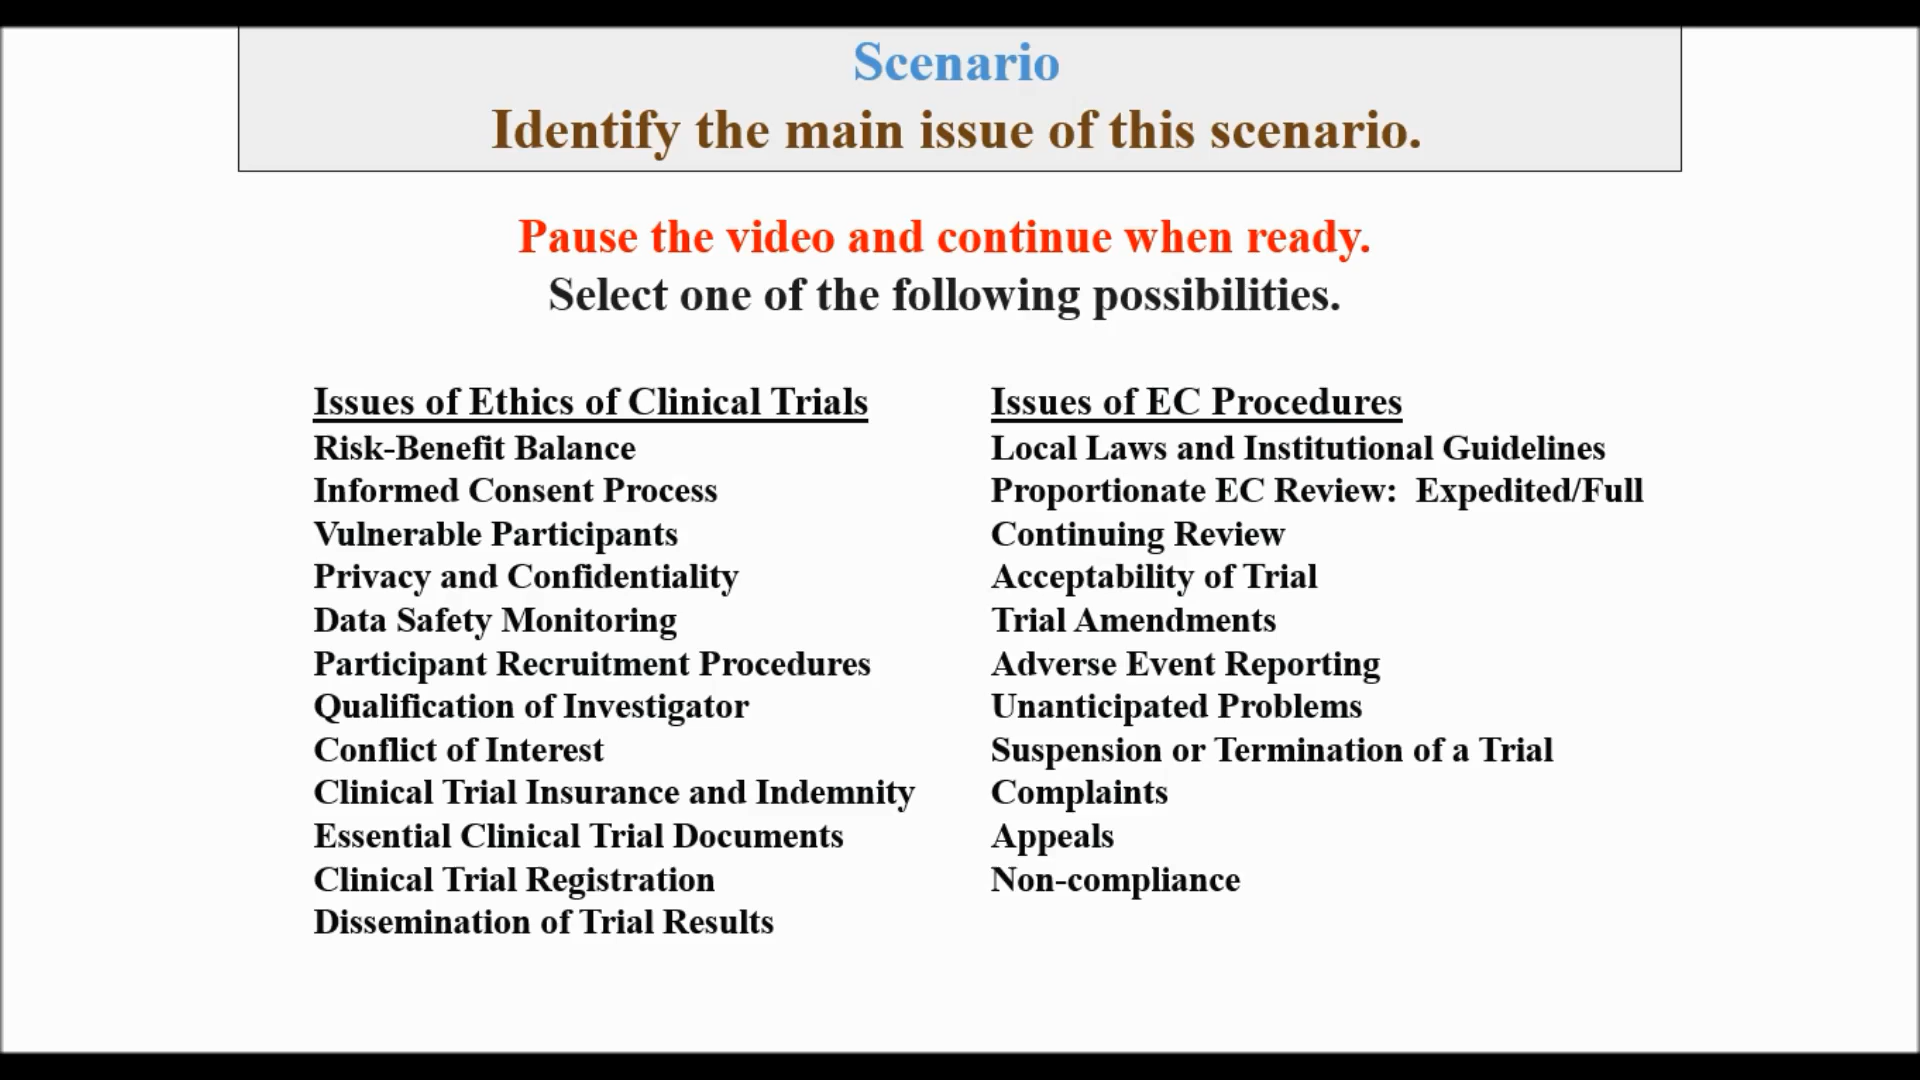 Scenario
Identify the main issue of this scenario.
Pause the video and continue when ready.
Select one of the following possibilities.
Issues of Ethics of Clinical Trials
Risk-Benefit Balance
Informed Consent Process
Vulnerable Participants
Privacy and Confidentiality
Data Safety Monitoring
Participant Recruitment Procedures
Qualification of Investigator
Conflict of Interest
Clinical Trial Insurance and Indemnity
Essential Clinical Trial Documents
Clinical Trial Registration
Dissemination of Trial Results
Issues of EC Procedures
Local Laws and Institutional Guidelines
Proportionate EC Review: Expedited/Full
Continuing Review
Acceptability of Trial
Trial Amendments
Adverse Event Reporting
Unanticipated Problems
Suspension or Termination of a Trial
Complaints
Appeals
Non-compliance